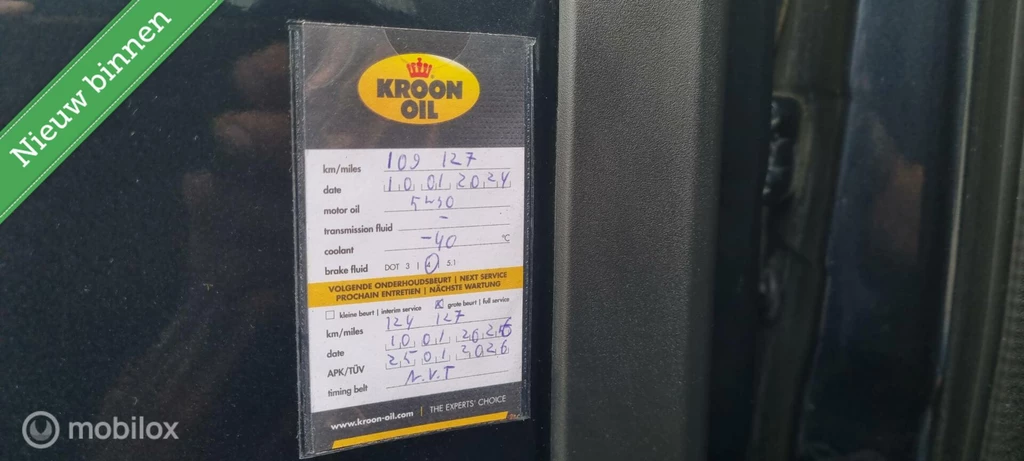 Nieuw binnen
KROON
OIL
km/miles 109 127
date 10 01 2024
motor oil 5W30
transmission fluid -
coolant -40 °C
brake fluid DOT 3 | 4 | 5.1
VOLGENDE ONDERHOUDSBEURT | NEXT SERVICE
PROCHAIN ENTRETIEN | NÄCHSTE WARTUNG
kleine beurt | interim service X grote beurt | full service
km/miles 124 127
date 10 01 2026
APK/TÜV 25 01 2026
timing belt N.V.T
www.kroon-oil.com | THE EXPERTS' CHOICE
mobilox